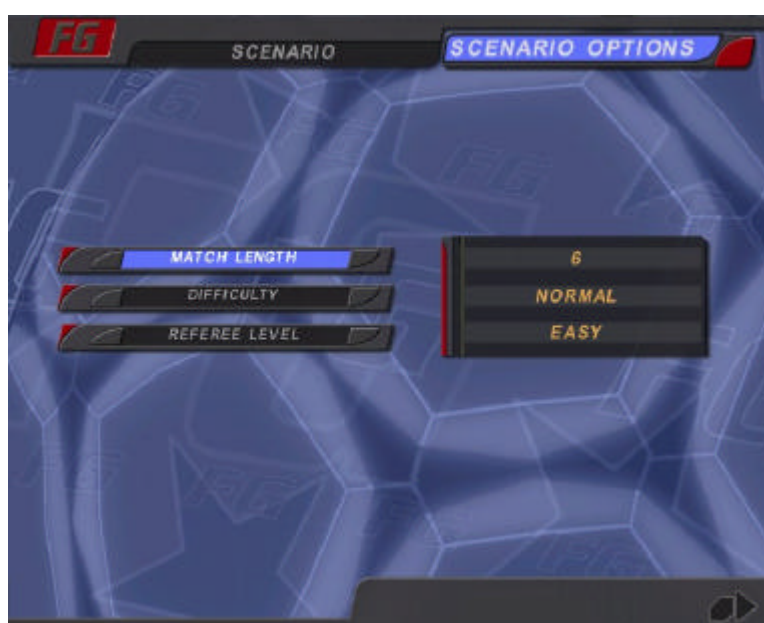 FG
SCENARIO
SCENARIO OPTIONS
MATCH LENGTH
6
DIFFICULTY
NORMAL
REFEREE LEVEL
EASY